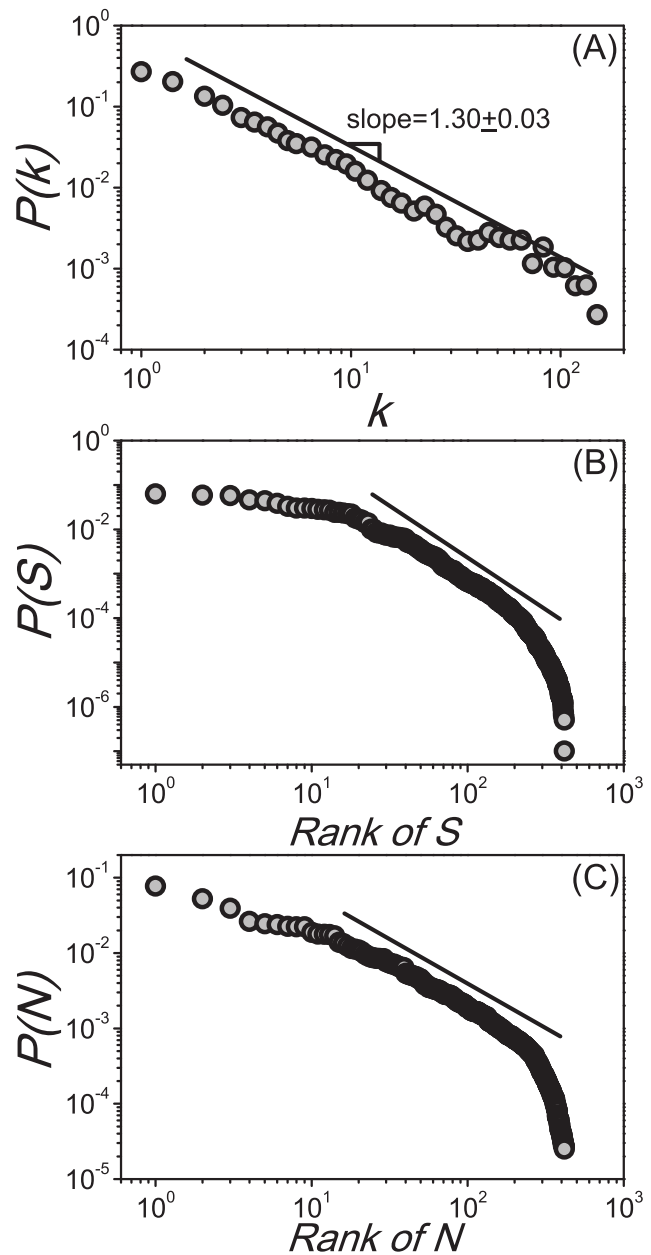 (A)
10^0
10^-1
10^-2
10^-3
10^-4
P(k)
slope=1.30±0.03
10^0 10^1 10^2
k
(B)
10^0
10^-2
10^-4
10^-6
P(S)
10^0 10^1 10^2 10^3
Rank of S
(C)
10^-1
10^-2
10^-3
10^-4
10^-5
P(N)
10^0 10^1 10^2 10^3
Rank of N